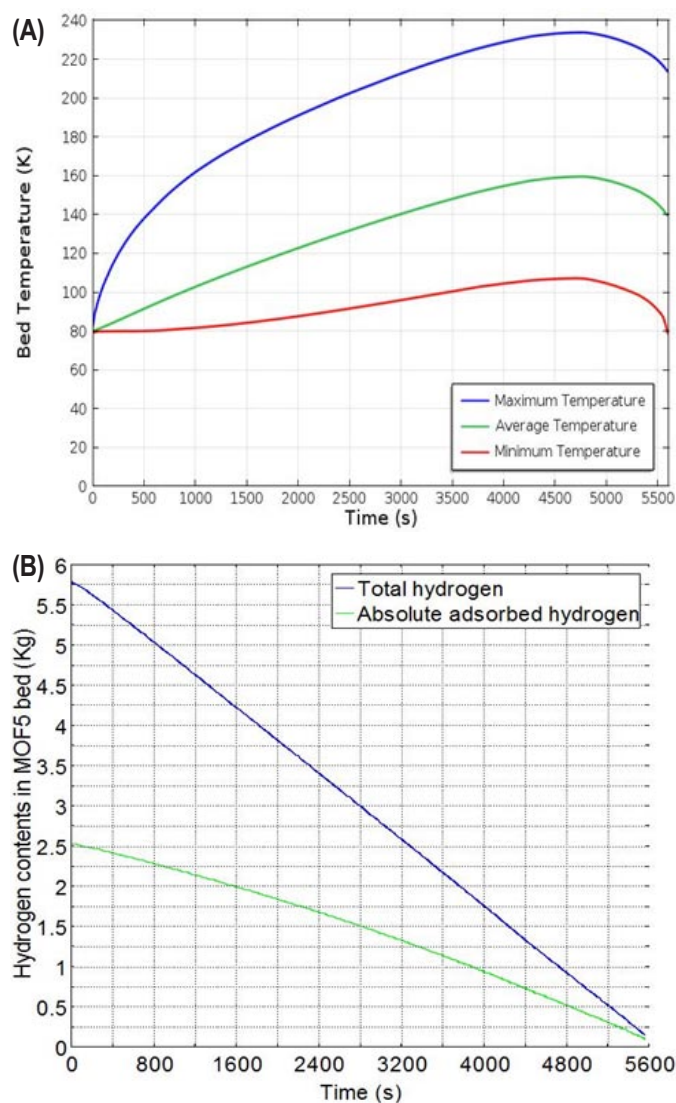 (A)
240
220
200
180
160
140
120
100
80
60
40
20
0
Bed Temperature (K)
Maximum Temperature
Average Temperature
Minimum Temperature
0 500 1000 1500 2000 2500 3000 3500 4000 4500 5000 5500
Time (s)
(B)
6
5.5
5
4.5
4
3.5
3
2.5
2
1.5
1
0.5
0
Hydrogen contents in MOF5 bed (Kg)
Total hydrogen
Absolute adsorbed hydrogen
0 800 1600 2400 3200 4000 4800 5600
Time (s)